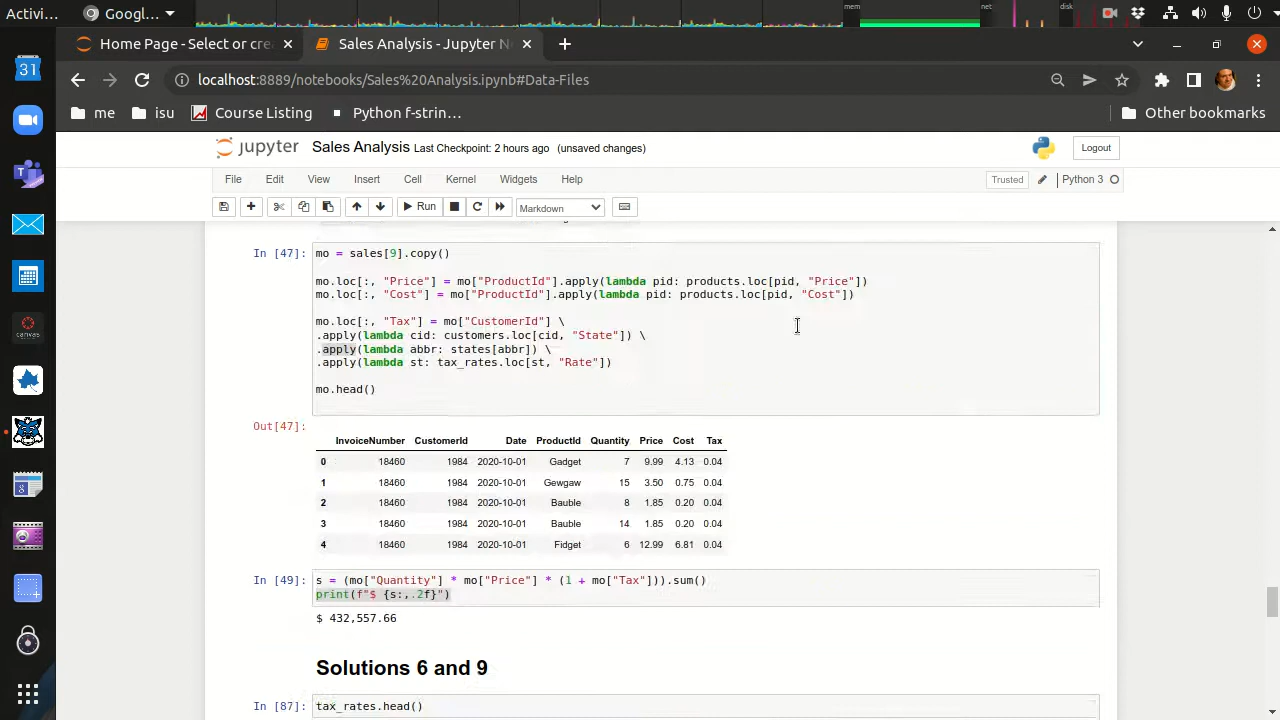 Activi...
Googl...
mem
net
disk
31
Home Page - Select or cre
Sales Analysis - Jupyter N
localhost:8889/notebooks/Sales%20Analysis.ipynb#Data-Files
me
isu
Course Listing
Python f-strin...
Other bookmarks
jupyter
Sales Analysis Last Checkpoint: 2 hours ago (unsaved changes)
Logout
File Edit View Insert Cell Kernel Widgets Help
Trusted
Python 3
Run
Markdown
In [47]:
mo = sales[9].copy()
mo.loc[:, "Price"] = mo["ProductId"].apply(lambda pid: products.loc[pid, "Price"])
mo.loc[:, "Cost"] = mo["ProductId"].apply(lambda pid: products.loc[pid, "Cost"])
mo.loc[:, "Tax"] = mo["CustomerId"] \
.apply(lambda cid: customers.loc[cid, "State"]) \
.apply(lambda abbr: states[abbr]) \
.apply(lambda st: tax_rates.loc[st, "Rate"])
mo.head()
Out[47]:
InvoiceNumber CustomerId Date ProductId Quantity Price Cost Tax
0 18460 1984 2020-10-01 Gadget 7 9.99 4.13 0.04
1 18460 1984 2020-10-01 Gewgaw 15 3.50 0.75 0.04
2 18460 1984 2020-10-01 Bauble 8 1.85 0.20 0.04
3 18460 1984 2020-10-01 Bauble 14 1.85 0.20 0.04
4 18460 1984 2020-10-01 Fidget 6 12.99 6.81 0.04
In [49]:
s = (mo["Quantity"] * mo["Price"] * (1 + mo["Tax"])).sum()
print(f"$ {s:,.2f}")
$ 432,557.66
Solutions 6 and 9
In [87]:
tax_rates.head()